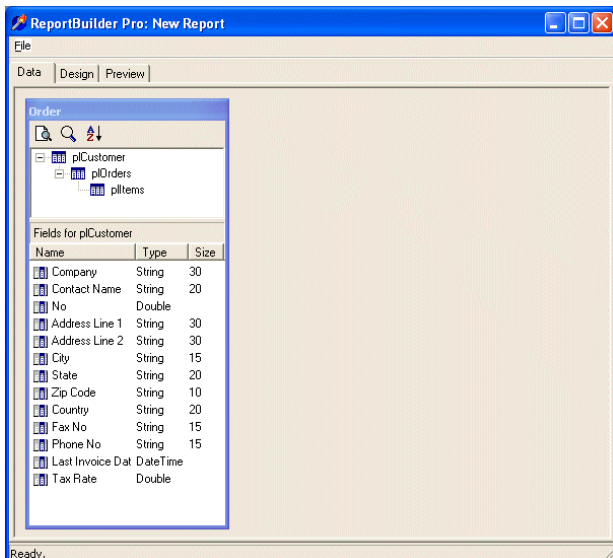 ReportBuilder Pro: New Report
File
Data Design Preview
Order
plCustomer
plOrders
plItems
Fields for plCustomer
Name Type Size
Company String 30
Contact Name String 20
No Double
Address Line 1 String 30
Address Line 2 String 30
City String 15
State String 20
Zip Code String 10
Country String 20
Fax No String 15
Phone No String 15
Last Invoice Dat DateTime
Tax Rate Double
Ready.